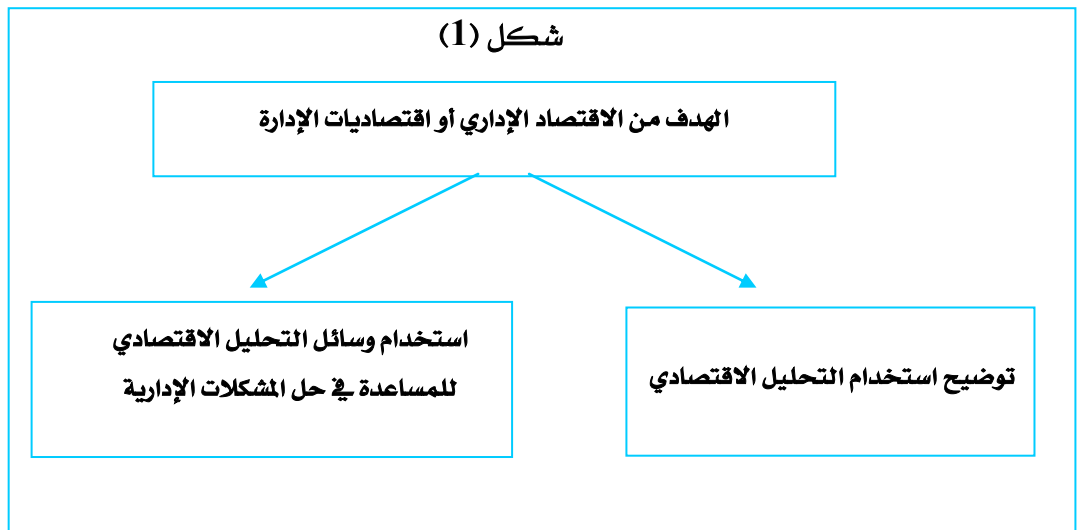 شكل (1)
الهدف من الاقتصاد الإداري أو اقتصاديات الإدارة
توضيح استخدام التحليل الاقتصادي
استخدام وسائل التحليل الاقتصادي
للمساعدة في حل المشكلات الإدارية